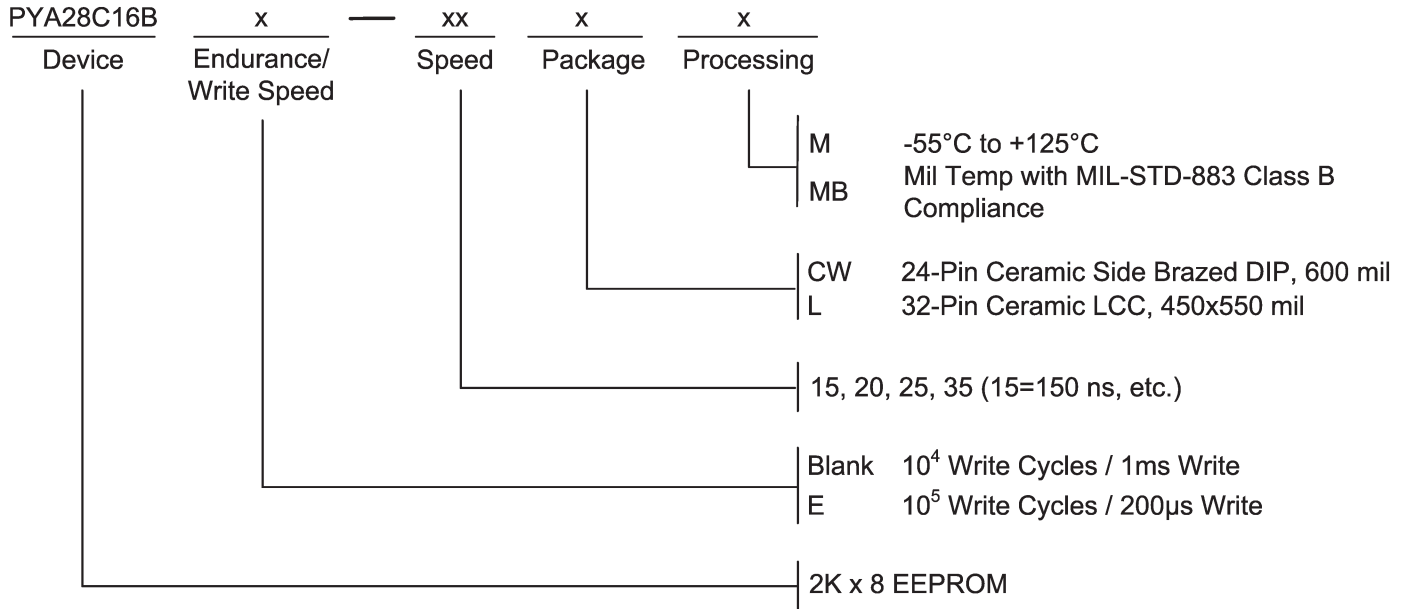 PYA28C16B x — xx x x
Device Endurance/ Speed Package Processing
Write Speed
M -55°C to +125°C
MB Mil Temp with MIL-STD-883 Class B
Compliance
CW 24-Pin Ceramic Side Brazed DIP, 600 mil
L 32-Pin Ceramic LCC, 450x550 mil
15, 20, 25, 35 (15=150 ns, etc.)
Blank 10⁴ Write Cycles / 1ms Write
E 10⁵ Write Cycles / 200µs Write
2K x 8 EEPROM